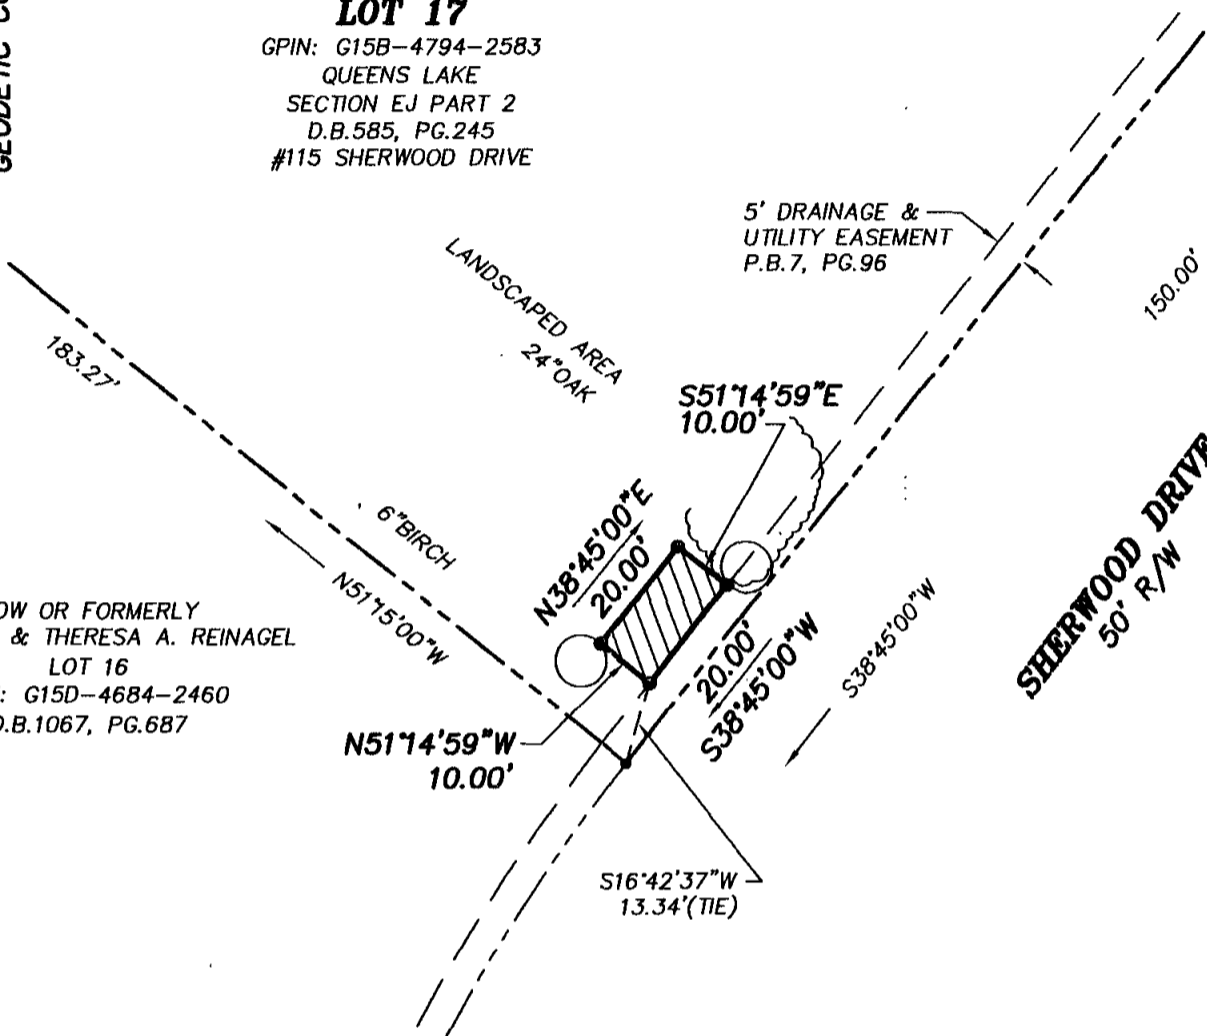 LOT 17
GPIN: G15B-4794-2583
QUEENS LAKE
SECTION EJ PART 2
D.B.585, PG.245
#115 SHERWOOD DRIVE
GEODETIC
5' DRAINAGE &
UTILITY EASEMENT
P.B.7, PG.96
150.00'
LANDSCAPED AREA
24"OAK
183.27'
S51°14'59"E
10.00'
6"BIRCH
N38°45'00"E
20.00'
N51°15'00"W
SHERWOOD DRIVE
50' R/W
S38°45'00"W
20.00'
S38°45'00"W
OW OR FORMERLY
& THERESA A. REINAGEL
LOT 16
: G15D-4684-2460
D.B.1067, PG.687
N51°14'59"W
10.00'
S16°42'37"W
13.34'(TIE)